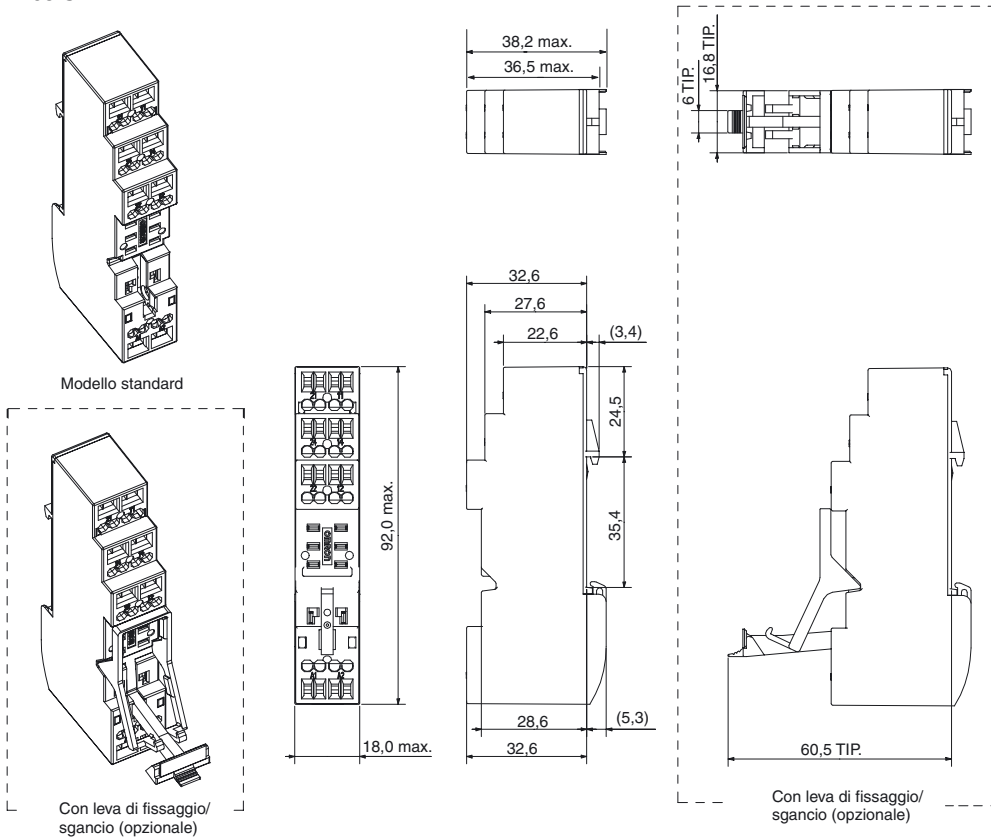 38,2 max.
36,5 max.
6 TIP.
16,8 TIP.
Modello standard
32,6
27,6
22,6
(3,4)
24,5
35,4
92,0 max.
28,6
(5,3)
32,6
18,0 max.
A1
A2
60,5 TIP.
Con leva di fissaggio/
sgancio (opzionale)
Con leva di fissaggio/
sgancio (opzionale)